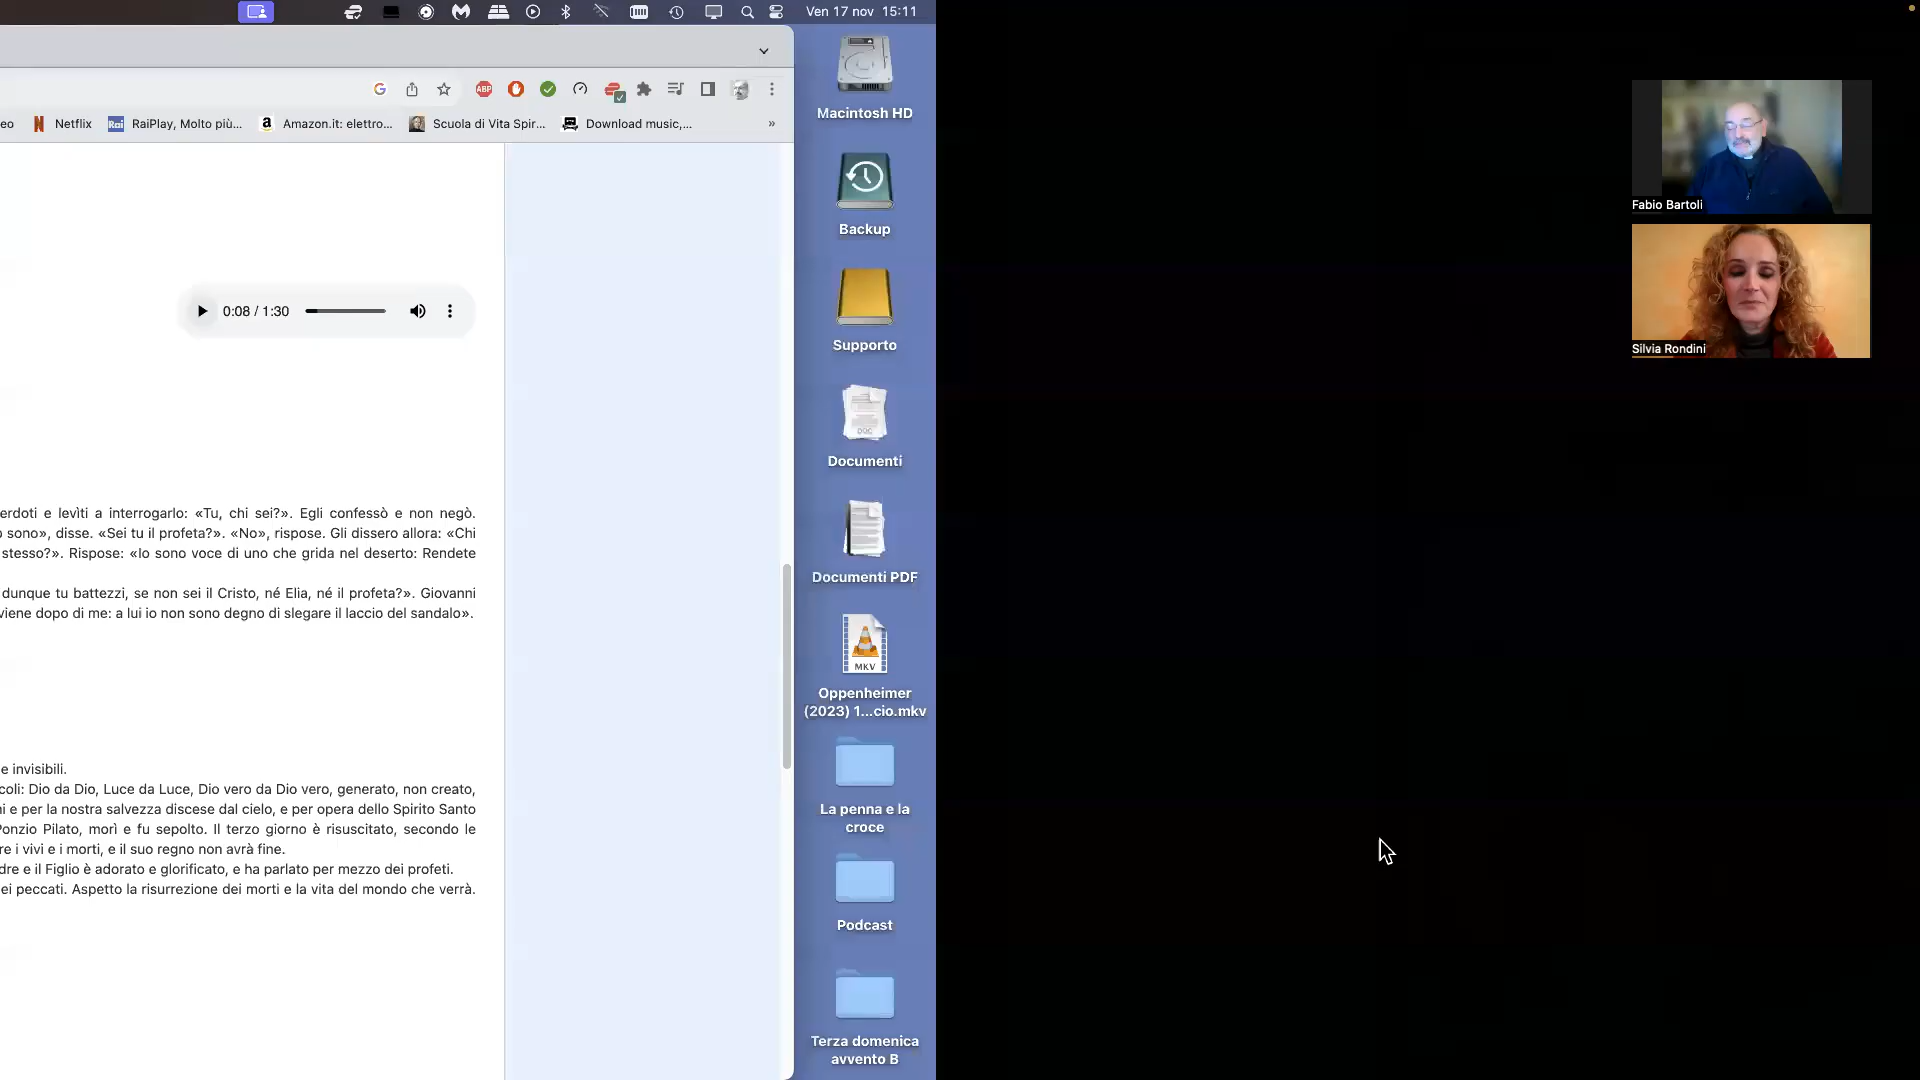 Ven 17 nov 15:11
eo Netflix Rai RaiPlay, Molto più... a Amazon.it: elettro... Scuola di Vita Spir... Download music,... »
ABP
0:08 / 1:30
erdoti e levìti a interrogarlo: «Tu, chi sei?». Egli confessò e non negò.
sono», disse. «Sei tu il profeta?». «No», rispose. Gli dissero allora: «Chi
stesso?». Rispose: «Io sono voce di uno che grida nel deserto: Rendete
dunque tu battezzi, se non sei il Cristo, né Elia, né il profeta?». Giovanni
viene dopo di me: a lui io non sono degno di slegare il laccio del sandalo».
e invisibili.
coli: Dio da Dio, Luce da Luce, Dio vero da Dio vero, generato, non creato,
ni e per la nostra salvezza discese dal cielo, e per opera dello Spirito Santo
Ponzio Pilato, morì e fu sepolto. Il terzo giorno è risuscitato, secondo le
re i vivi e i morti, e il suo regno non avrà fine.
dre e il Figlio è adorato e glorificato, e ha parlato per mezzo dei profeti.
ei peccati. Aspetto la risurrezione dei morti e la vita del mondo che verrà.
Macintosh HD
Backup
Supporto
DOC
Documenti
Documenti PDF
MKV
Oppenheimer
(2023) 1...cio.mkv
La penna e la
croce
Podcast
Terza domenica
avvento B
Fabio Bartoli
Silvia Rondini